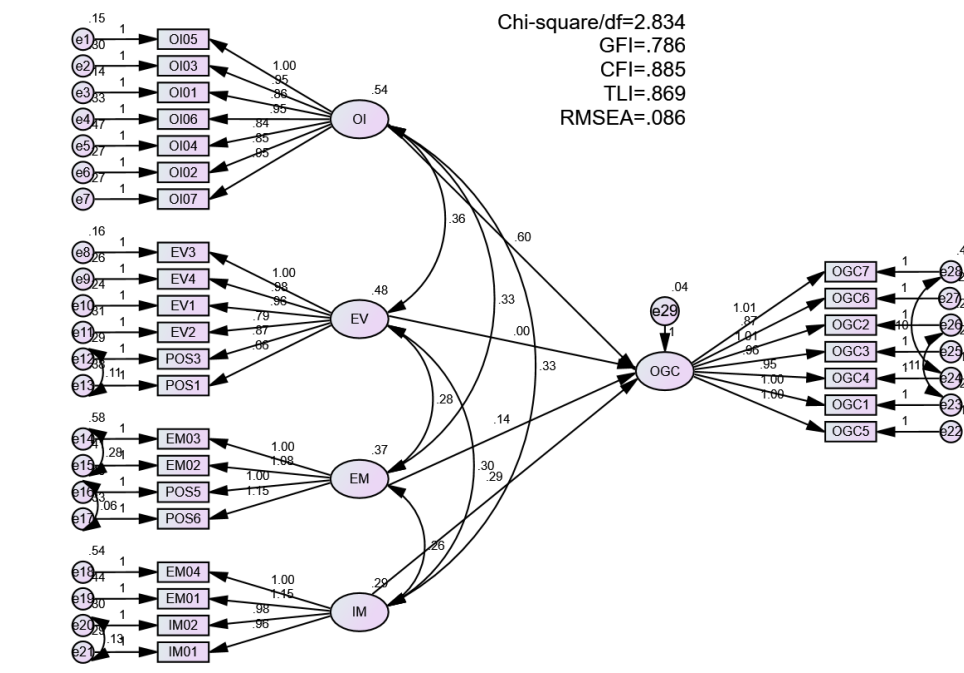 Chi-square/df=2.834
GFI=.786
CFI=.885
TLI=.869
RMSEA=.086
.15
e1 1 OI05
.30
e2 1 OI03
.14
e3 1 OI01
.33
e4 1 OI06
.47
e5 1 OI04
.27
e6 1 OI02
.27
e7 1 OI07
1.00
.95
.86
.95
.84
.85
.95
.54
OI
.16
e8 1 EV3
.26
e9 1 EV4
.24
e10 1 EV1
.31
e11 1 EV2
.29
e12 1 POS3
e13 1 POS1
.11
1.00
.98
.96
.79
.87
.86
.48
EV
.58
e14 1 EM03
e15 1 EM02
e16 1 POS5
.33
e17 1 POS6
.28
.06
1.00
1.08
1.00
1.15
.37
EM
.54
e18 1 EM04
.44
e19 1 EM01
.30
e20 1 IM02
.29
e21 1 IM01
.13
1.00
1.15
.98
.96
.29
IM
.36
.33
.33
.28
.30
.26
.60
.00
.14
.29
.04
e29
1
OGC
1.01
.87
1.01
.96
.95
1.00
1.00
OGC7 1 e28
OGC6 1 e27
OGC2 1 e26
OGC3 1 e25
OGC4 1 e24
OGC1 1 e23
OGC5 1 e22
.10
.11